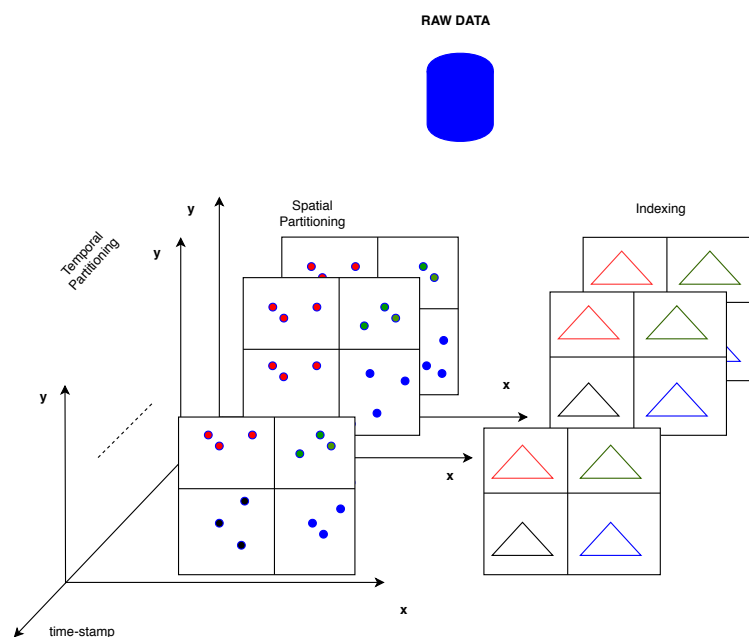 RAW DATA
y
Spatial
Partitioning
Indexing
Temporal
Partitioning
y
x
y
x
x
time-stamp